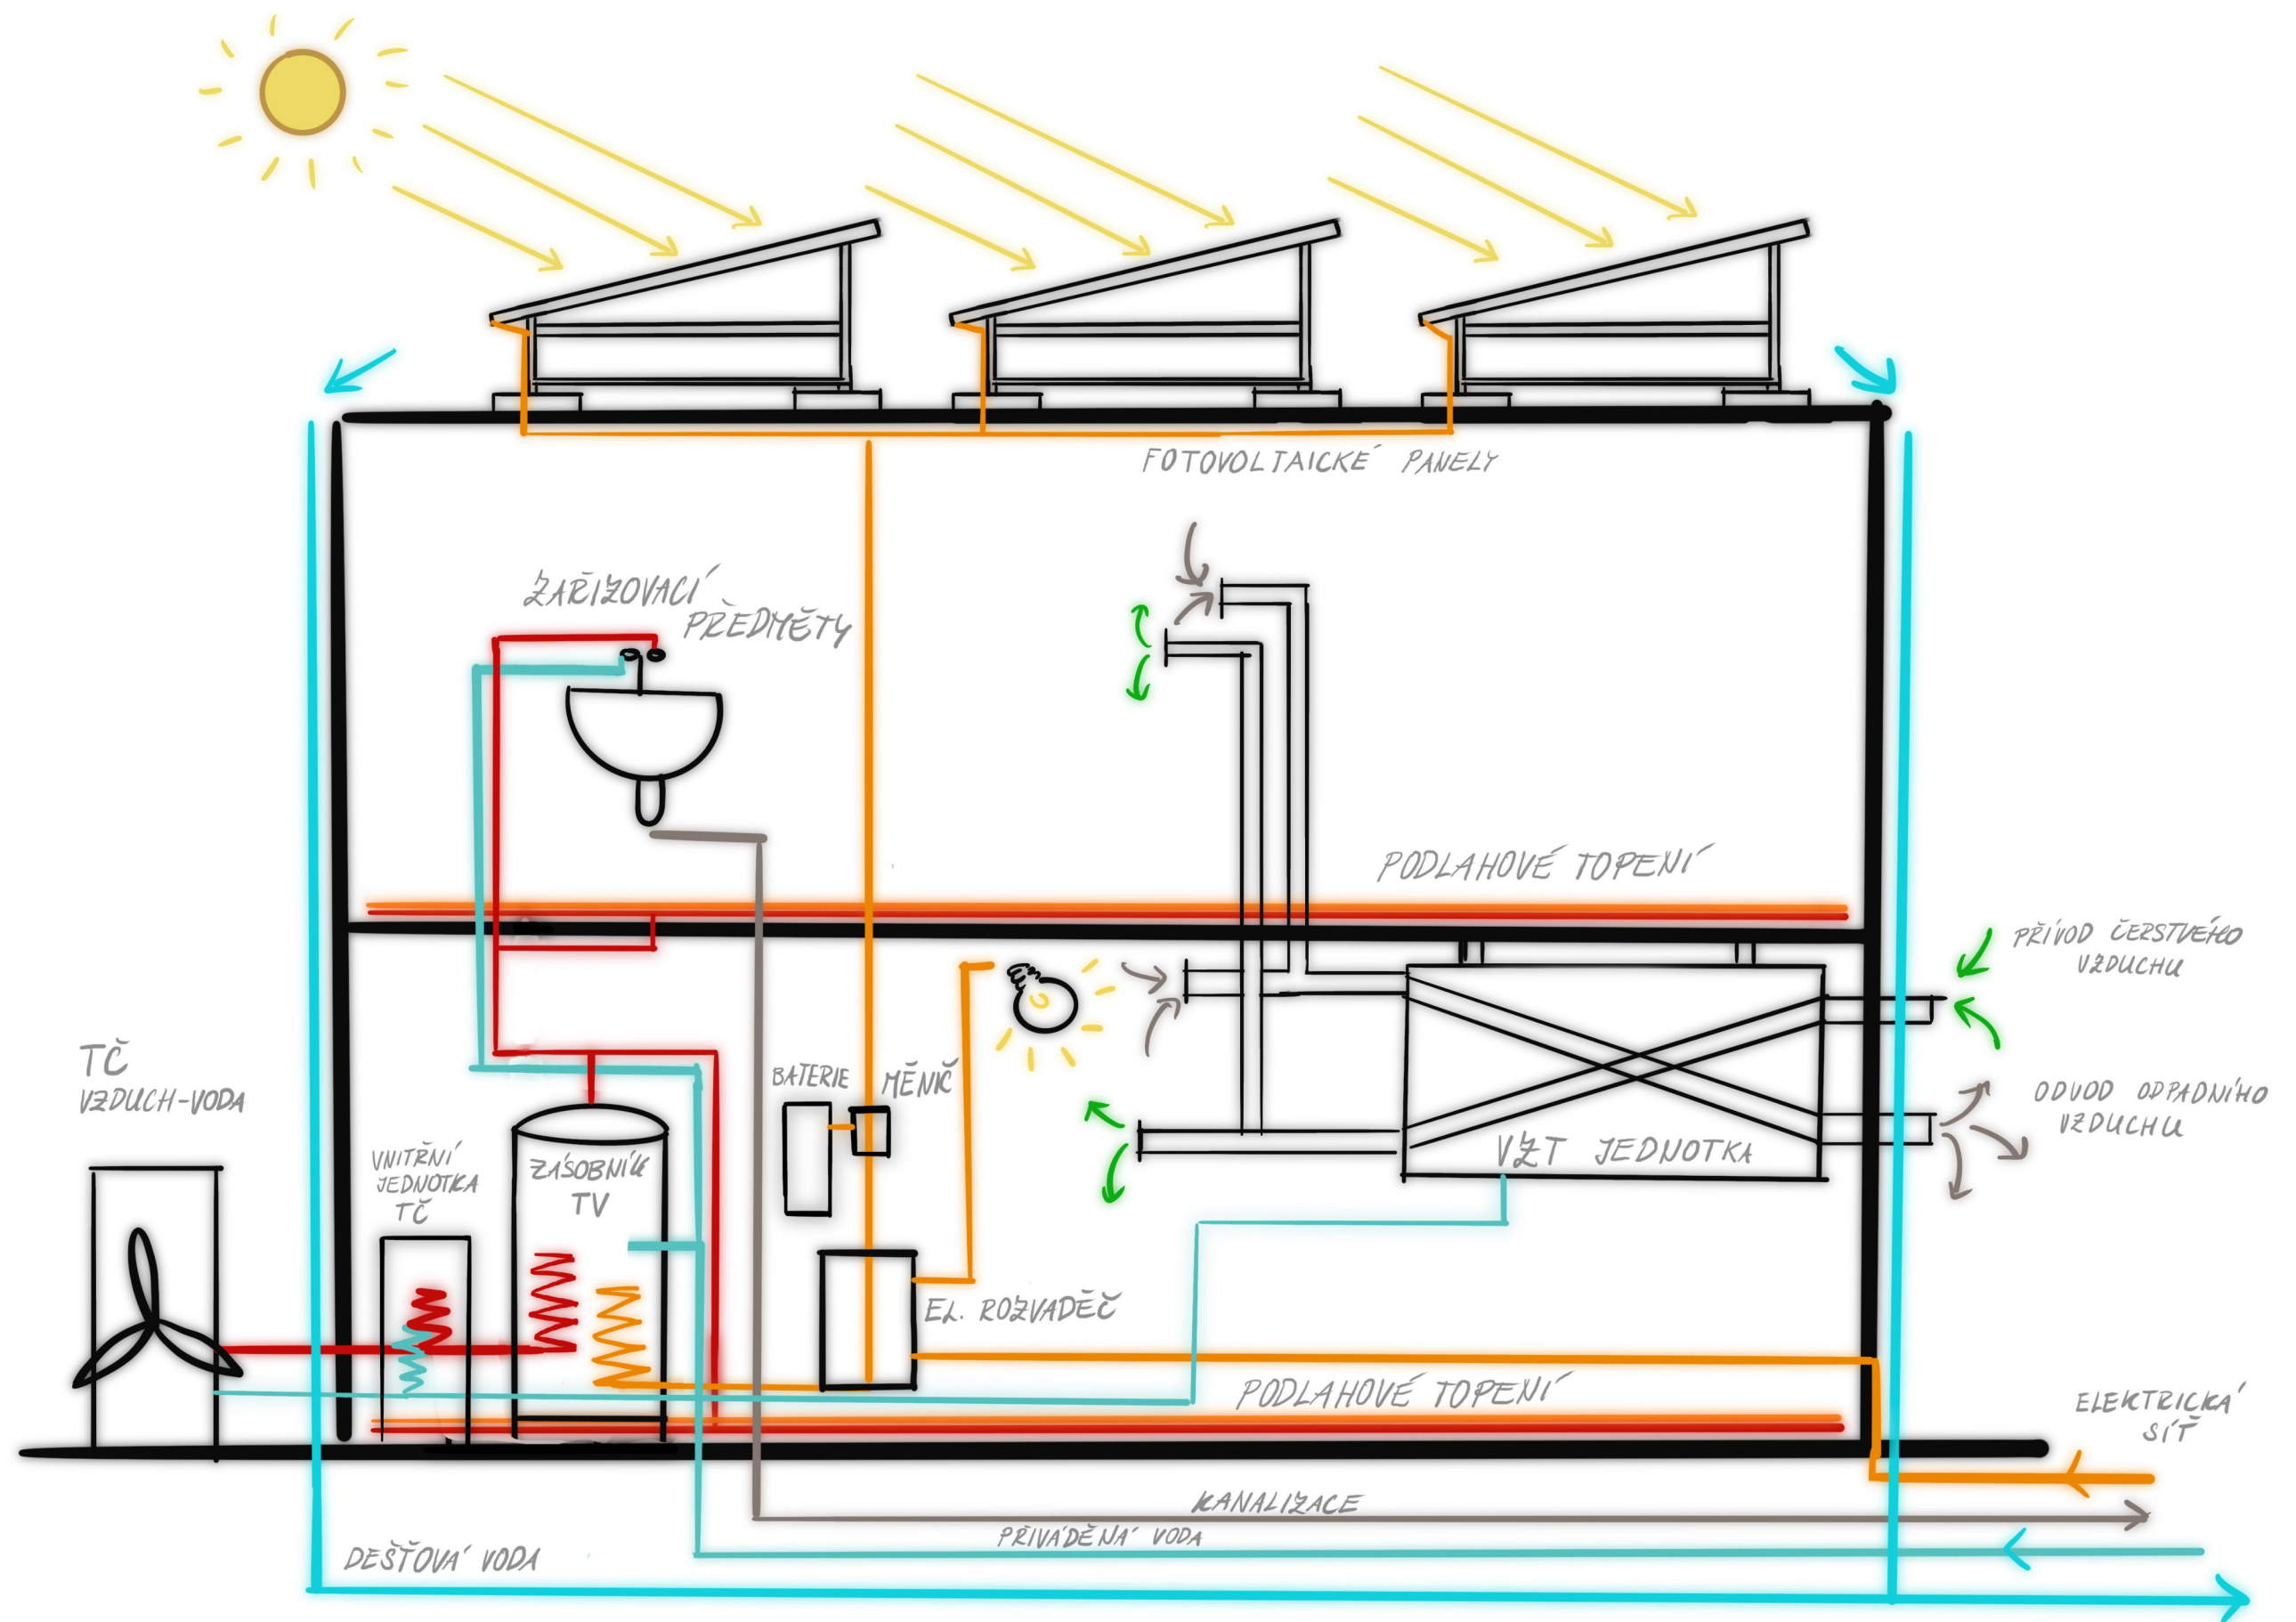 FOTOVOLTAICKÉ PANELY
ZAŘIZOVACÍ
PŘEDMĚTY
PODLAHOVÉ TOPENÍ
PŘÍVOD ČERSTVÉHO
VZDUCHU
TČ
VZDUCH-VODA
BATERIE
MĚNIČ
ODVOD ODPADNÍHO
VZDUCHU
VNITŘNÍ
JEDNOTKA
TČ
ZÁSOBNÍK
TV
VZT JEDNOTKA
EL. ROZVADĚČ
PODLAHOVÉ TOPENÍ
ELEKTRICKÁ
SÍŤ
KANALIZACE
PŘIVÁDĚNÁ VODA
DEŠŤOVÁ VODA